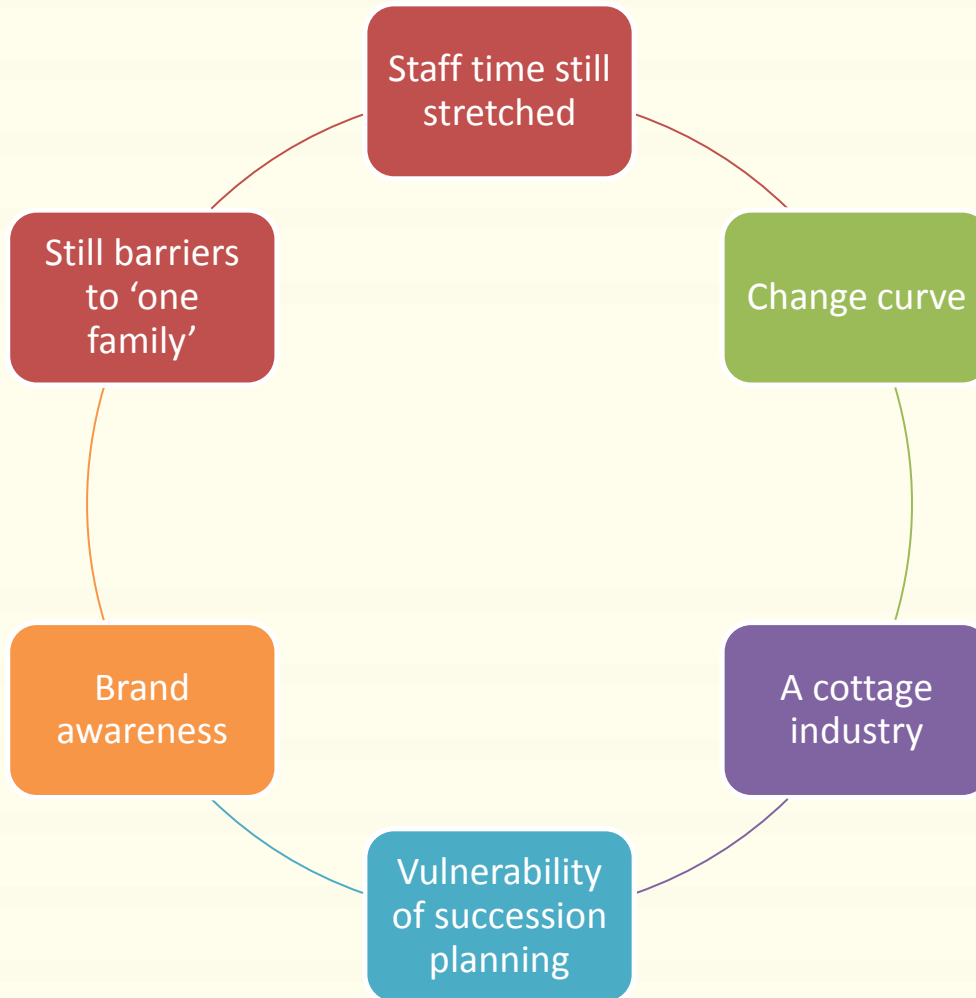 Staff time still
stretched
Change curve
A cottage
industry
Vulnerability
of succession
planning
Brand
awareness
Still barriers
to ‘one
family’